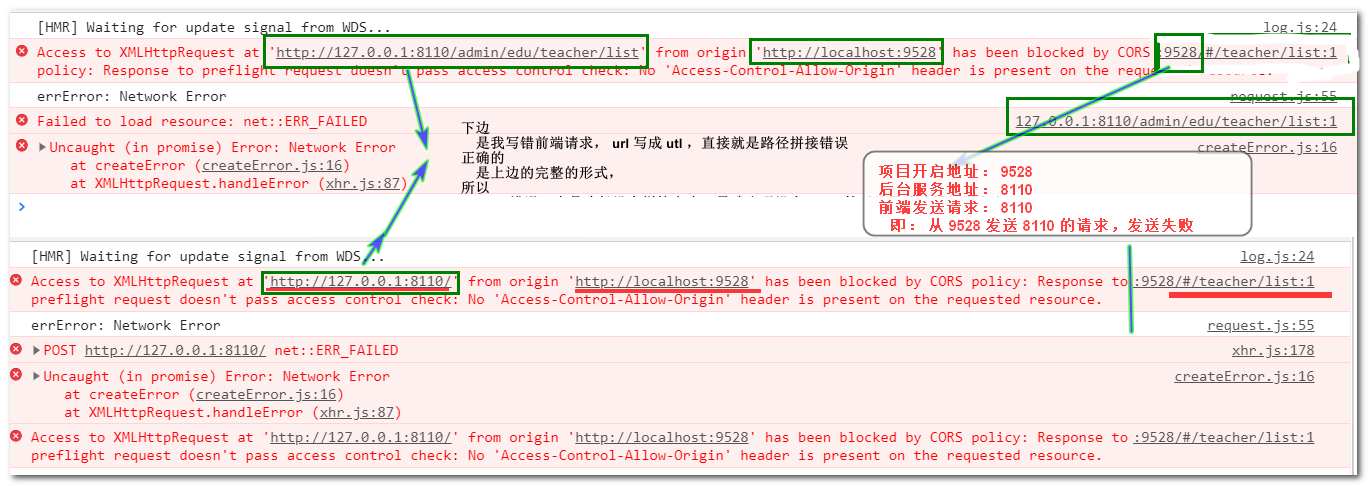 [HMR] Waiting for update signal from WDS... log.js:24
Access to XMLHttpRequest at 'http://127.0.0.1:8110/admin/edu/teacher/list' from origin 'http://localhost:9528' has been blocked by CORS :9528/#/teacher/list:1
policy: Response to preflight request doesn't pass access control check: No 'Access-Control-Allow-Origin' header is present on the requested resource.
errError: Network Error request.js:55
Failed to load resource: net::ERR_FAILED 127.0.0.1:8110/admin/edu/teacher/list:1
Uncaught (in promise) Error: Network Error createError.js:16
at createError (createError.js:16)
at XMLHttpRequest.handleError (xhr.js:87)
下边
是我写错前端请求， url 写成 utl ，直接就是路径拼接错误
正确的
是上边的完整的形式，
所以
项目开启地址：9528
后台服务地址：8110
前端发送请求：8110
即：从 9528 发送 8110 的请求，发送失败
[HMR] Waiting for update signal from WDS... log.js:24
Access to XMLHttpRequest at 'http://127.0.0.1:8110/' from origin 'http://localhost:9528' has been blocked by CORS policy: Response to :9528/#/teacher/list:1
preflight request doesn't pass access control check: No 'Access-Control-Allow-Origin' header is present on the requested resource.
errError: Network Error request.js:55
POST http://127.0.0.1:8110/ net::ERR_FAILED xhr.js:178
Uncaught (in promise) Error: Network Error createError.js:16
at createError (createError.js:16)
at XMLHttpRequest.handleError (xhr.js:87)
Access to XMLHttpRequest at 'http://127.0.0.1:8110/' from origin 'http://localhost:9528' has been blocked by CORS policy: Response to :9528/#/teacher/list:1
preflight request doesn't pass access control check: No 'Access-Control-Allow-Origin' header is present on the requested resource.